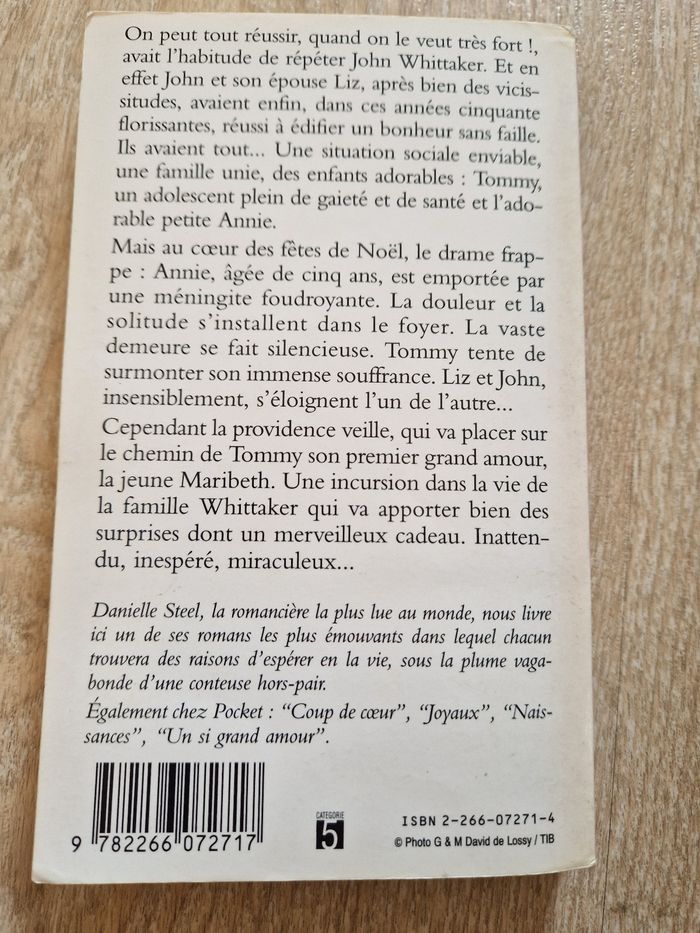 On peut tout réussir, quand on le veut très fort !,
avait l'habitude de répéter John Whittaker. Et en
effet John et son épouse Liz, après bien des vicis-
situdes, avaient enfin, dans ces années cinquante
florissantes, réussi à édifier un bonheur sans faille.
Ils avaient tout... Une situation sociale enviable,
une famille unie, des enfants adorables : Tommy,
un adolescent plein de gaieté et de santé et l'ado-
rable petite Annie.
Mais au cœur des fêtes de Noël, le drame frap-
pe : Annie, âgée de cinq ans, est emportée par
une méningite foudroyante. La douleur et la
solitude s'installent dans le foyer. La vaste
demeure se fait silencieuse. Tommy tente de
surmonter son immense souffrance. Liz et John,
insensiblement, s'éloignent l'un de l'autre...
Cependant la providence veille, qui va placer sur
le chemin de Tommy son premier grand amour,
la jeune Maribeth. Une incursion dans la vie de
la famille Whittaker qui va apporter bien des
surprises dont un merveilleux cadeau. Inatten-
du, inespéré, miraculeux...
Danielle Steel, la romancière la plus lue au monde, nous livre
ici un de ses romans les plus émouvants dans lequel chacun
trouvera des raisons d'espérer en la vie, sous la plume vaga-
bonde d'une conteuse hors-pair.
Également chez Pocket : “Coup de cœur”, “Joyaux”, “Nais-
sances”, “Un si grand amour”.
9 782266 072717
CATEGORIE
5
ISBN 2-266-07271-4
© Photo G & M David de Lossy / TIB